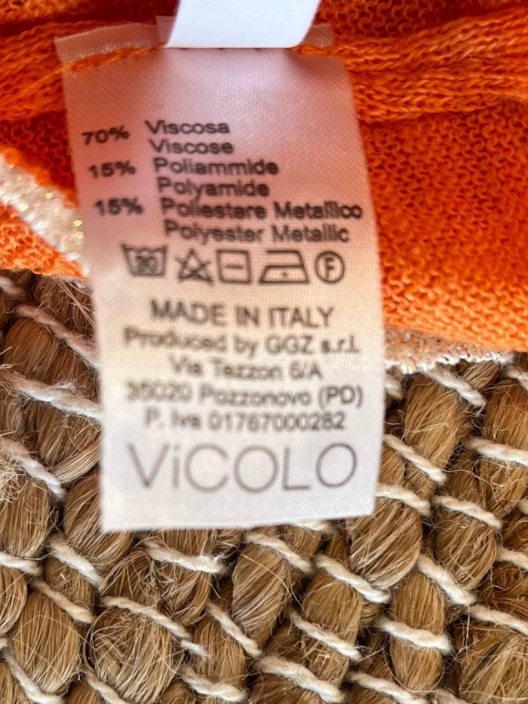 70% Viscosa
Viscose
15% Poliammide
Polyamide
15% Poliestere Metallico
Polyester Metallic
30
F
MADE IN ITALY
Produced by GGZ s.r.l.
Via Tezzon 6/A
35020 Pozzonovo (PD)
P. Iva 01767000282
ViCOLO